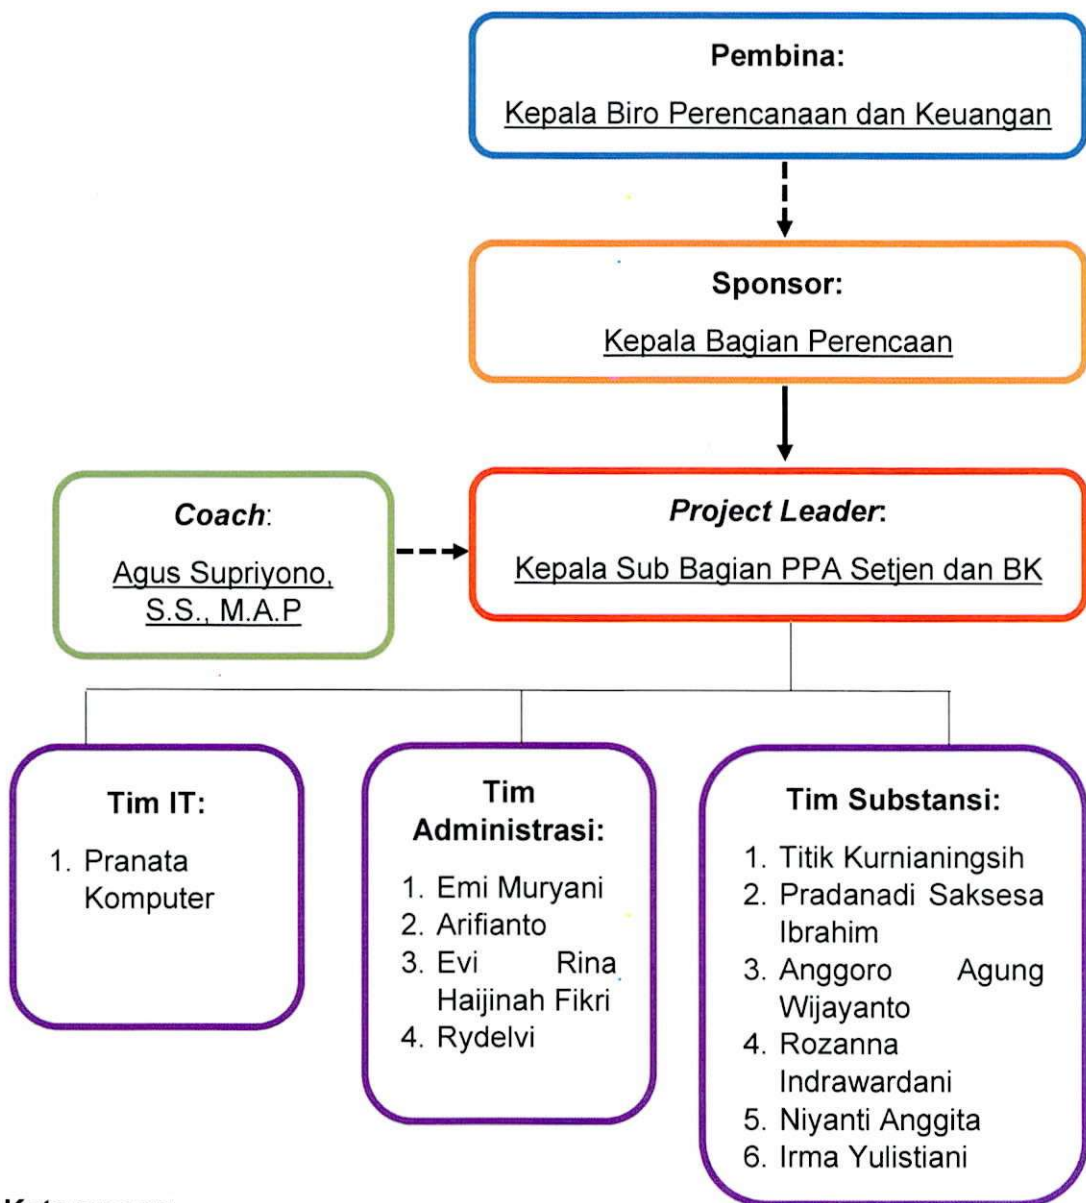 Pembina:
Kepala Biro Perencanaan dan Keuangan
Sponsor:
Kepala Bagian Perencaan
Coach:
Agus Supriyono,
S.S., M.A.P
Project Leader:
Kepala Sub Bagian PPA Setjen dan BK
Tim IT:
1. Pranata
Komputer
Tim
Administrasi:
1. Emi Muryani
2. Arifianto
3. Evi Rina
Haijinah Fikri
4. Rydelvi
Tim Substansi:
1. Titik Kurnianingsih
2. Pradanadi Saksesa
Ibrahim
3. Anggoro Agung
Wijayanto
4. Rozanna
Indrawardani
5. Niyanti Anggita
6. Irma Yulistiani